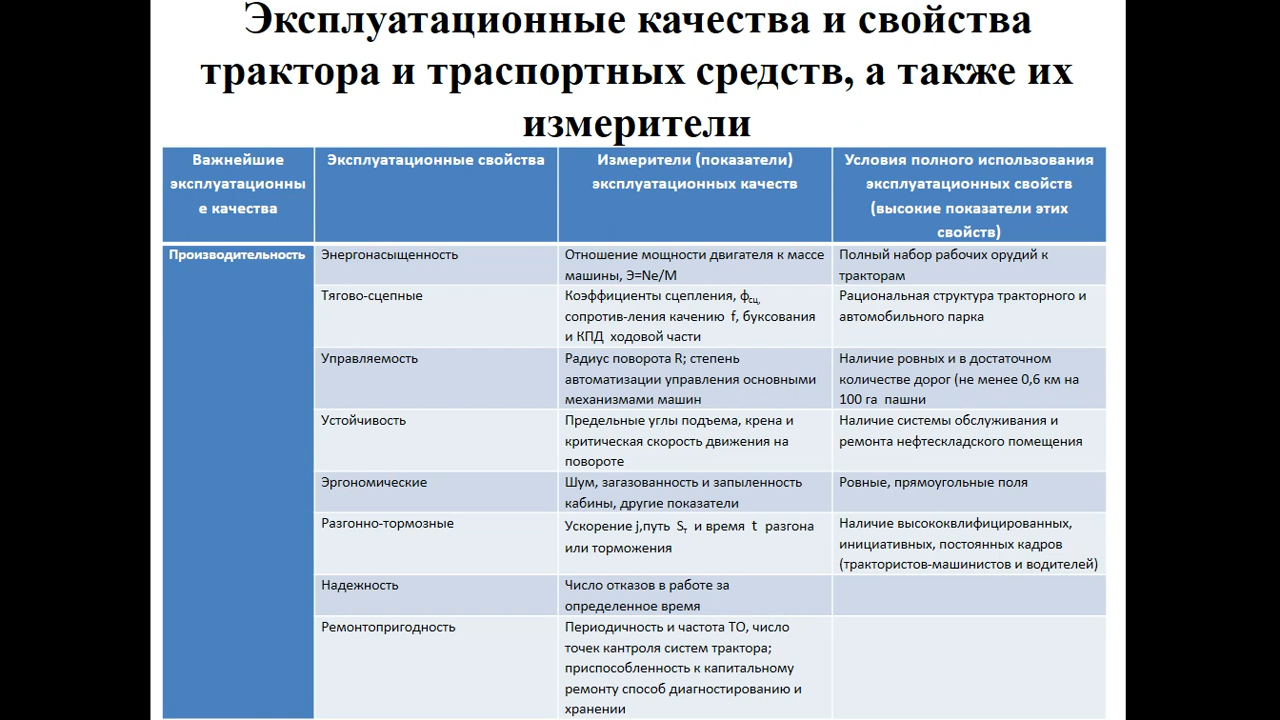 Эксплуатационные качества и свойства
трактора и траспортных средств, а также их
измерители
Важнейшие
эксплуатационны
е качества
Эксплуатационные свойства
Измерители (показатели)
эксплуатационных качеств
Условия полного использования
эксплуатационных свойств
(высокие показатели этих
свойств)
Производительность
Энергонасыщенность
Отношение мощности двигателя к массе
машины, Э=Ne/M
Полный набор рабочих орудий к
тракторам
Тягово-сцепные
Коэффициенты сцепления, фсц,
сопротив-ления качению f, буксования
и КПД ходовой части
Рациональная структура тракторного и
автомобильного парка
Управляемость
Радиус поворота R; степень
автоматизации управления основными
механизмами машин
Наличие ровных и в достаточном
количестве дорог (не менее 0,6 км на
100 га пашни
Устойчивость
Предельные углы подъема, крена и
критическая скорость движения на
повороте
Наличие системы обслуживания и
ремонта нефтескладского помещения
Эргономические
Шум, загазованность и запыленность
кабины, другие показатели
Ровные, прямоугольные поля
Разгонно-тормозные
Ускорение j,путь Sт и время t разгона
или торможения
Наличие высококвлифицированных,
инициативных, постоянных кадров
(трактористов-машинистов и водителей)
Надежность
Число отказов в работе за
определенное время
Ремонтопригодность
Периодичность и частота ТО, число
точек кантроля систем трактора;
приспособленность к капитальному
ремонту способ диагностированию и
хранении